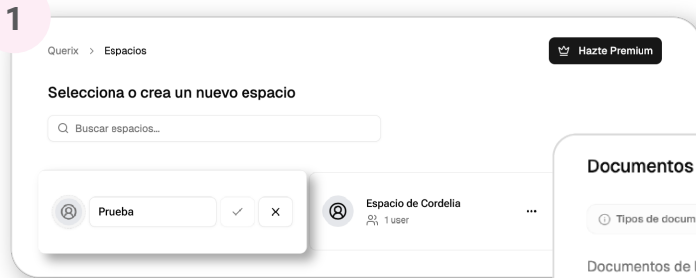 1
Querix > Espacios
Hazte Premium
Selecciona o crea un nuevo espacio
Buscar espacios...
Prueba
Espacio de Cordelia
1 user
Documentos
Tipos de docum
Documentos de